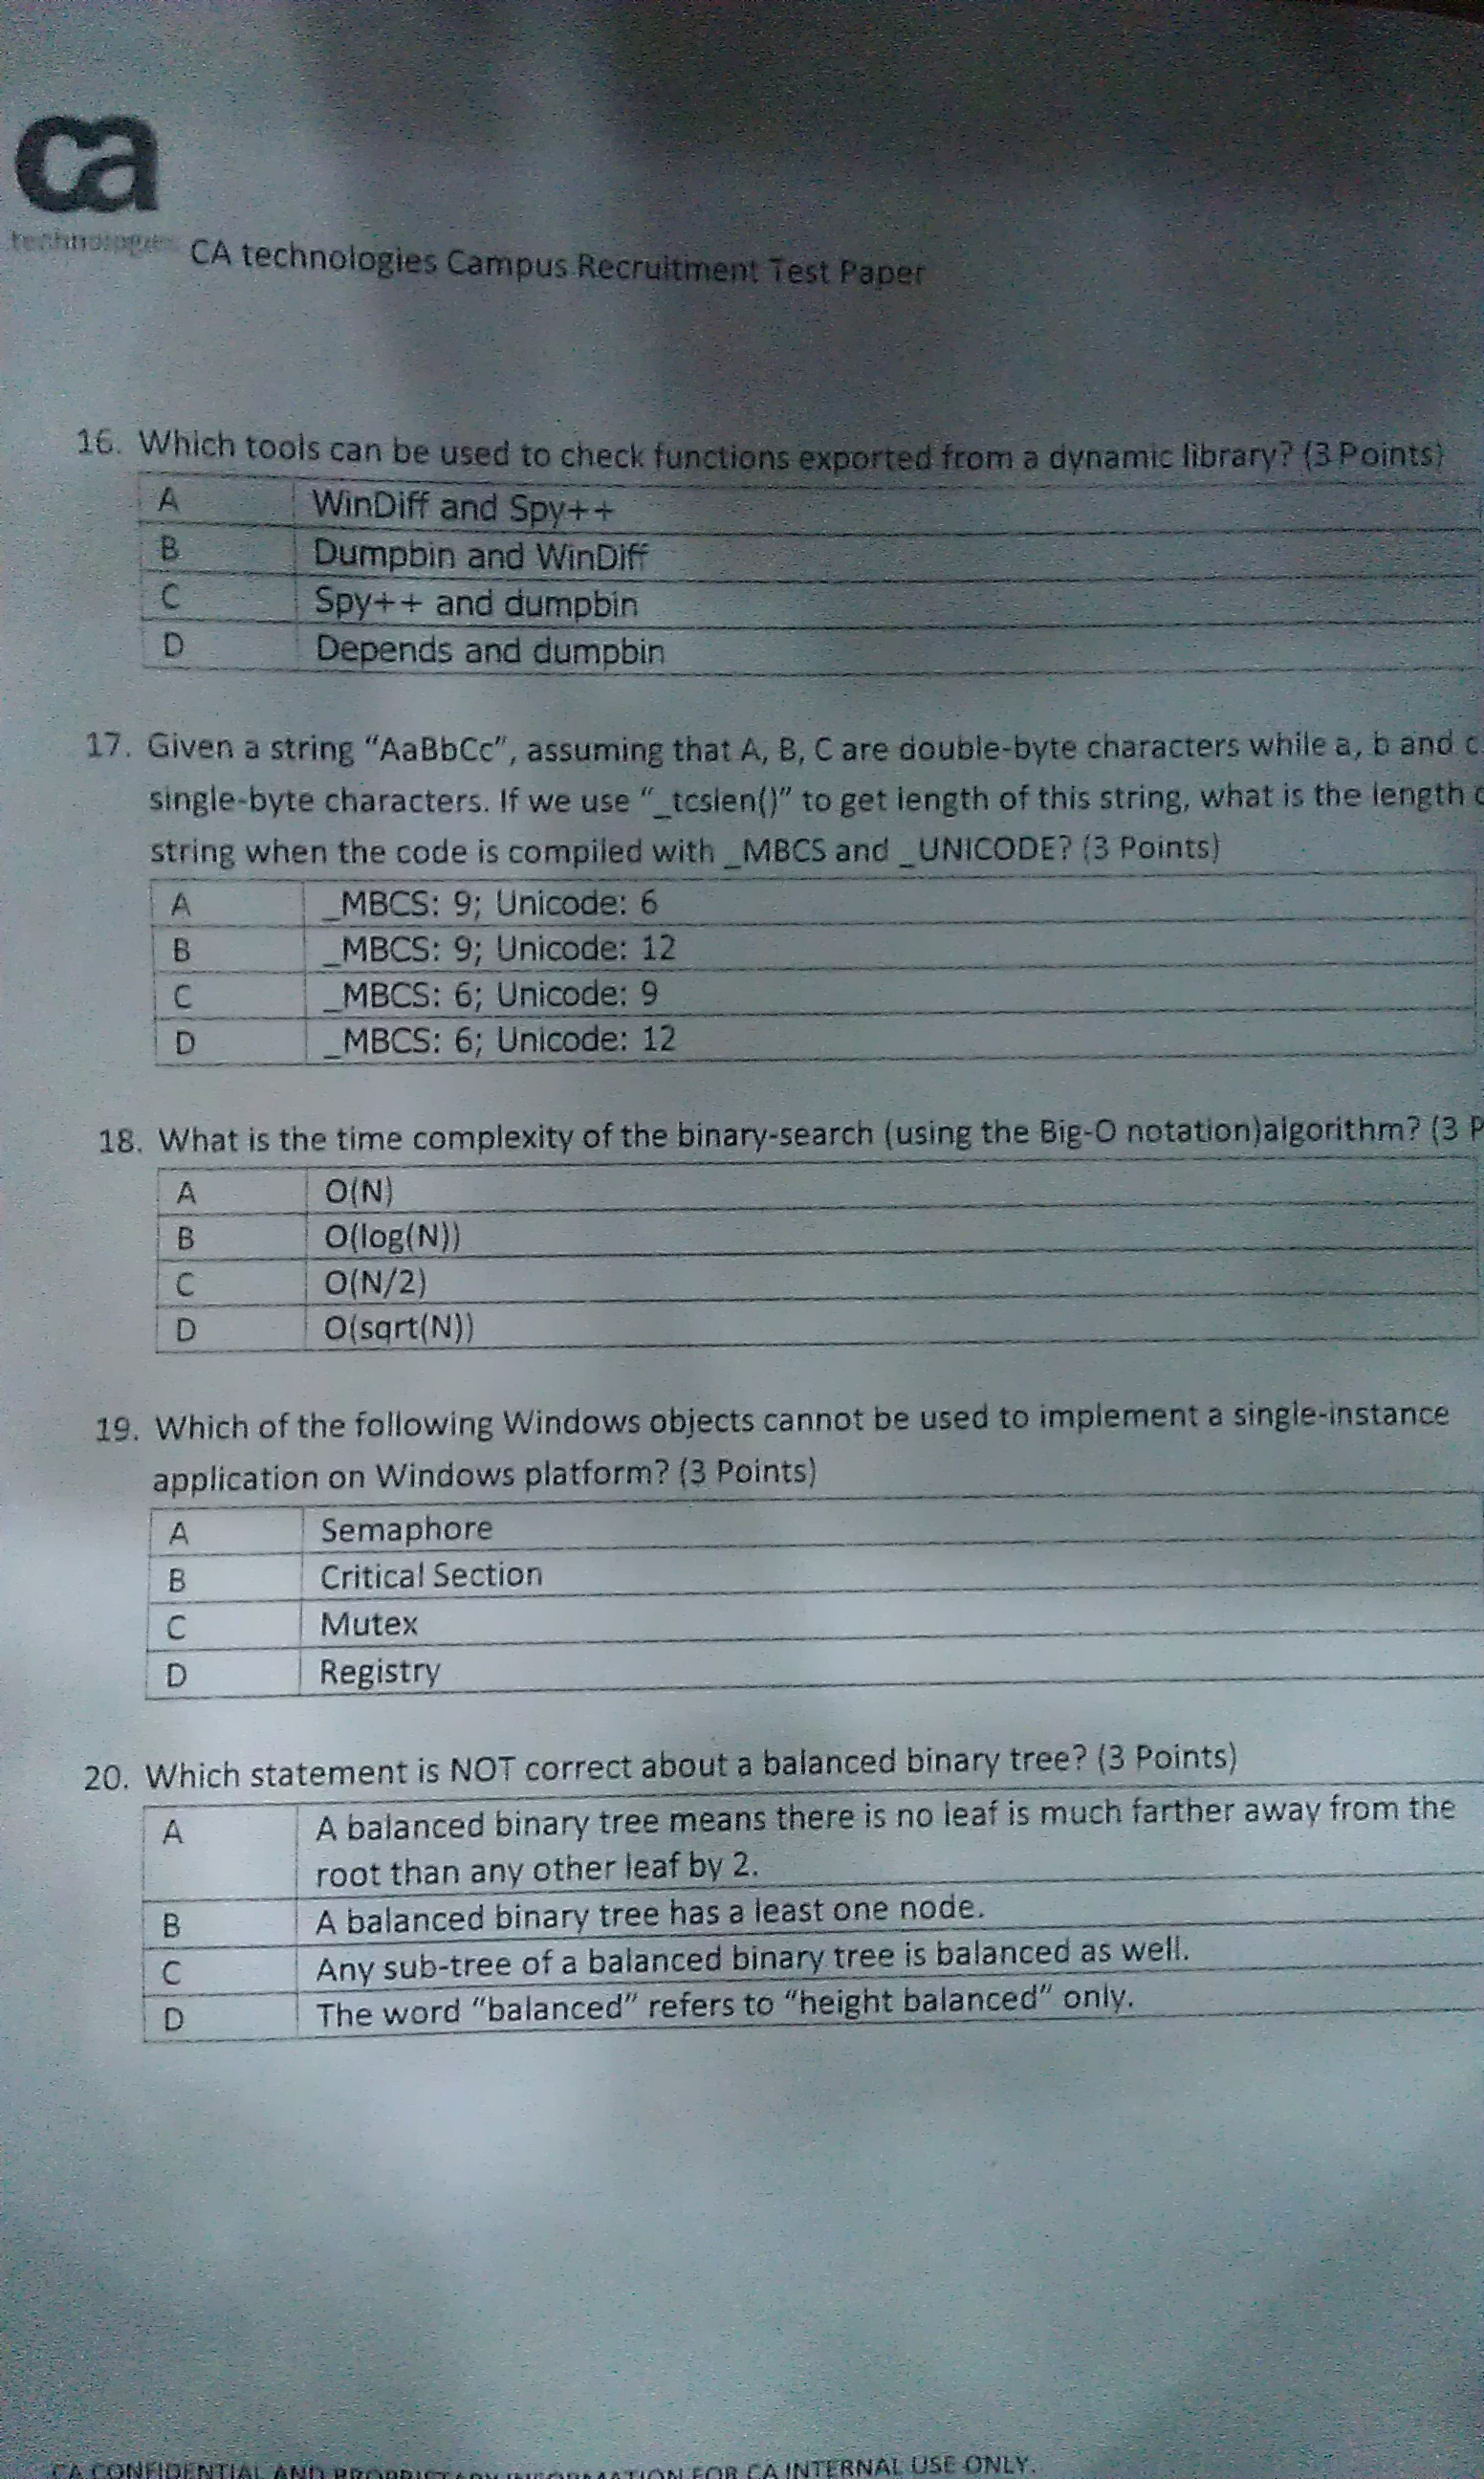 ca
technologies
CA technologies Campus Recruitment Test Paper
16. Which tools can be used to check functions exported from a dynamic library? (3 Points)
A WinDiff and Spy++
B Dumpbin and WinDiff
C Spy++ and dumpbin
D Depends and dumpbin
17. Given a string “AaBbCc”, assuming that A, B, C are double-byte characters while a, b and c
single-byte characters. If we use “_tcslen()” to get length of this string, what is the length
string when the code is compiled with _MBCS and _UNICODE? (3 Points)
A _MBCS: 9; Unicode: 6
B _MBCS: 9; Unicode: 12
C _MBCS: 6; Unicode: 9
D _MBCS: 6; Unicode: 12
18. What is the time complexity of the binary-search (using the Big-O notation)algorithm? (3 P
A O(N)
B O(log(N))
C O(N/2)
D O(sqrt(N))
19. Which of the following Windows objects cannot be used to implement a single-instance
application on Windows platform? (3 Points)
A Semaphore
B Critical Section
C Mutex
D Registry
20. Which statement is NOT correct about a balanced binary tree? (3 Points)
A A balanced binary tree means there is no leaf is much farther away from the
root than any other leaf by 2.
B A balanced binary tree has a least one node.
C Any sub-tree of a balanced binary tree is balanced as well.
D The word “balanced” refers to “height balanced” only.
CA CONFIDENTIAL AND PROPRIETARY INFORMATION FOR CA INTERNAL USE ONLY.